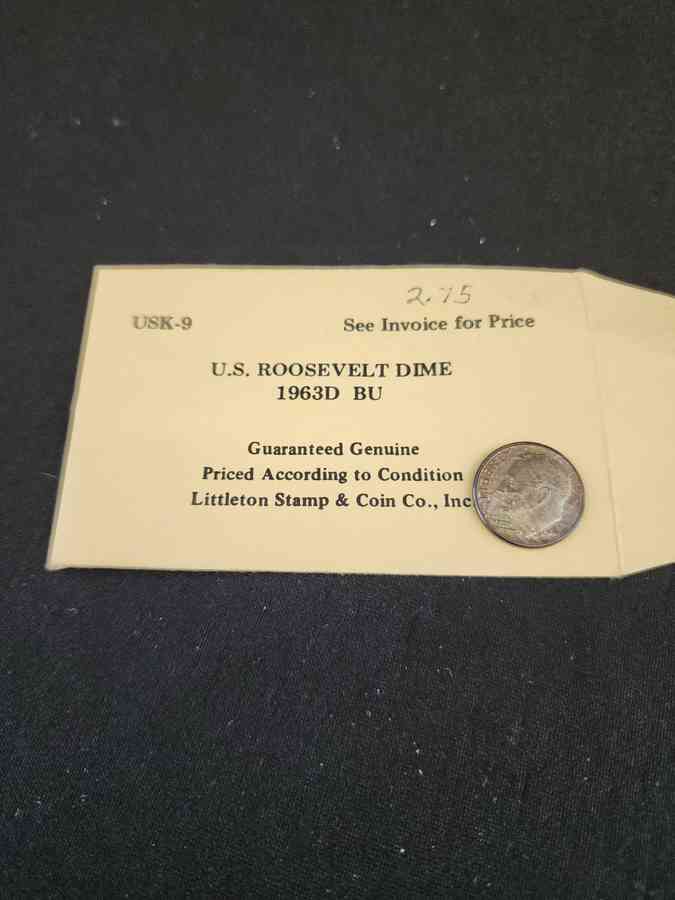 2.75
USK-9 See Invoice for Price
U.S. ROOSEVELT DIME
1963D BU
Guaranteed Genuine
Priced According to Condition
Littleton Stamp & Coin Co., Inc
LIBERTY